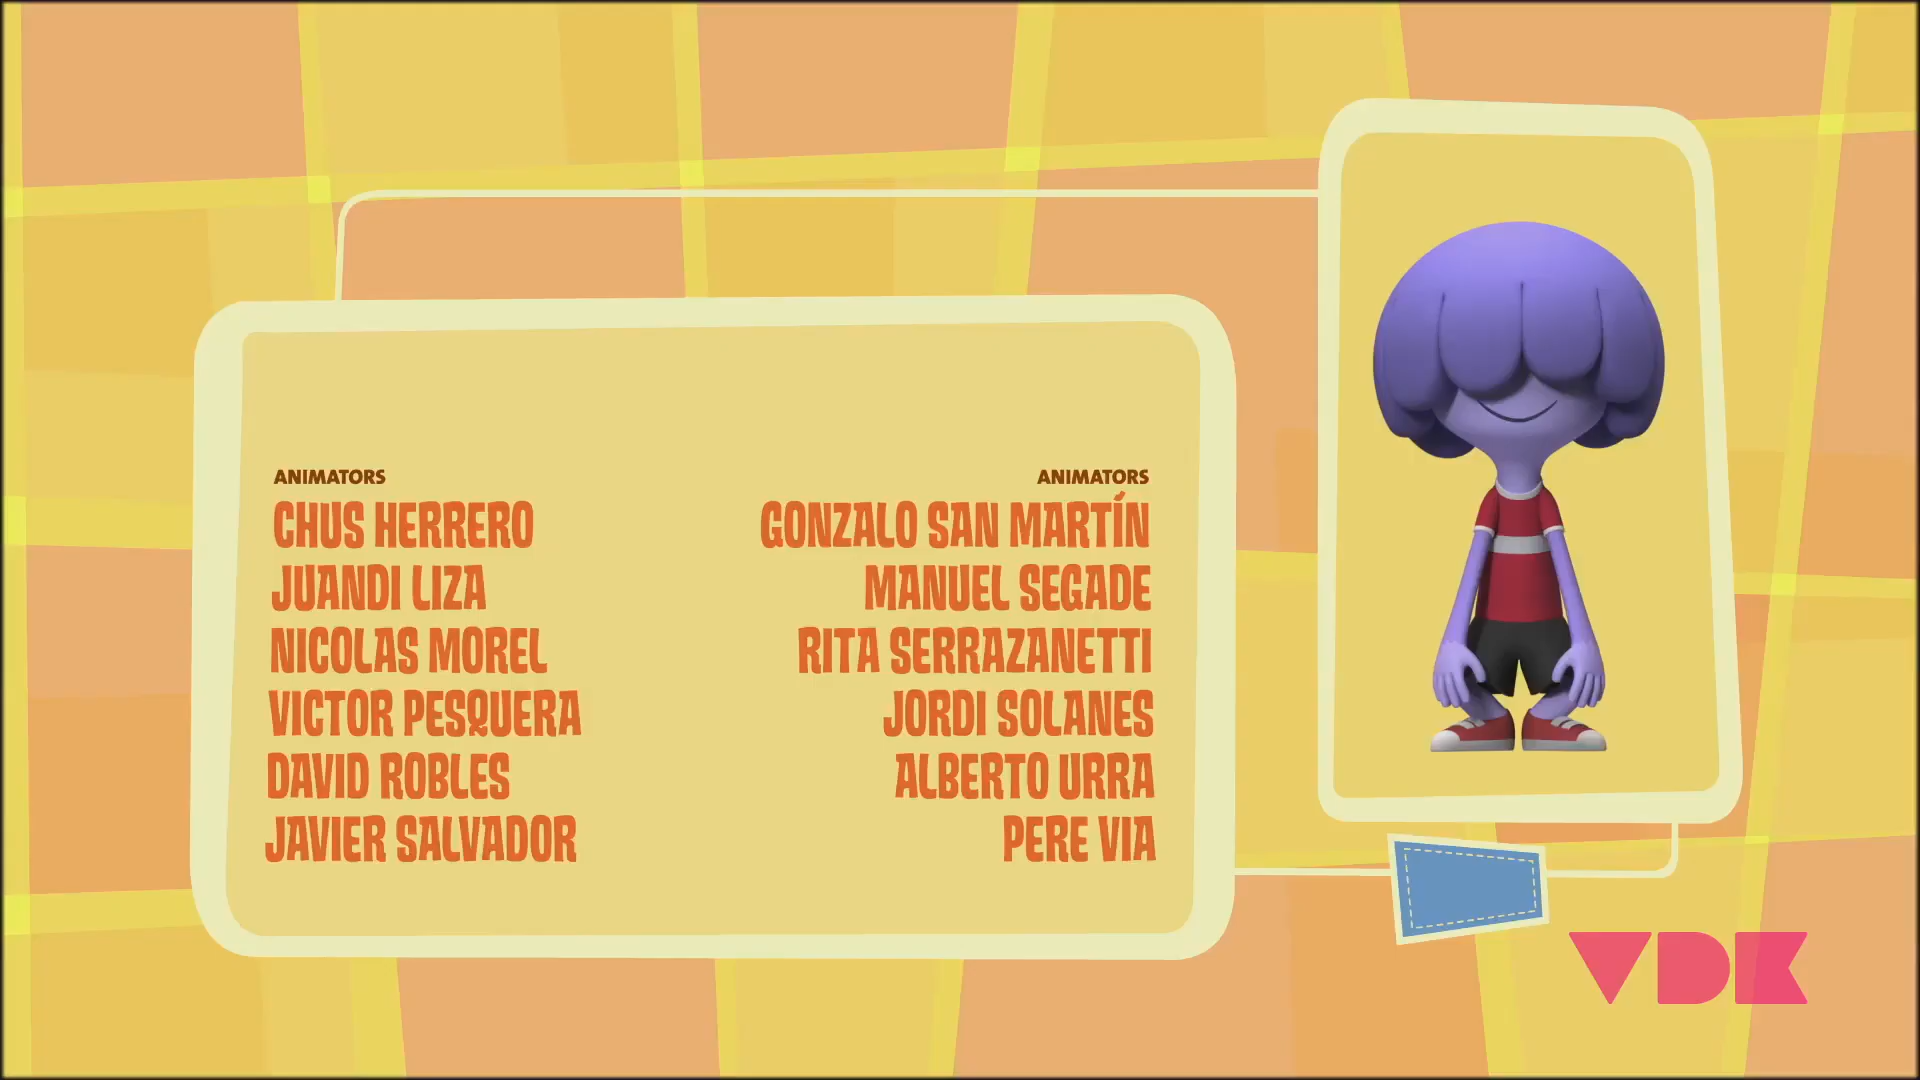 ANIMATORS
CHUS HERRERO
JUANDI LIZA
NICOLAS MOREL
VICTOR PESQUERA
DAVID ROBLES
JAVIER SALVADOR
ANIMATORS
GONZALO SAN MARTÍN
MANUEL SEGADE
RITA SERRAZANETTI
JORDI SOLANES
ALBERTO URRA
PERE VIA
VDK